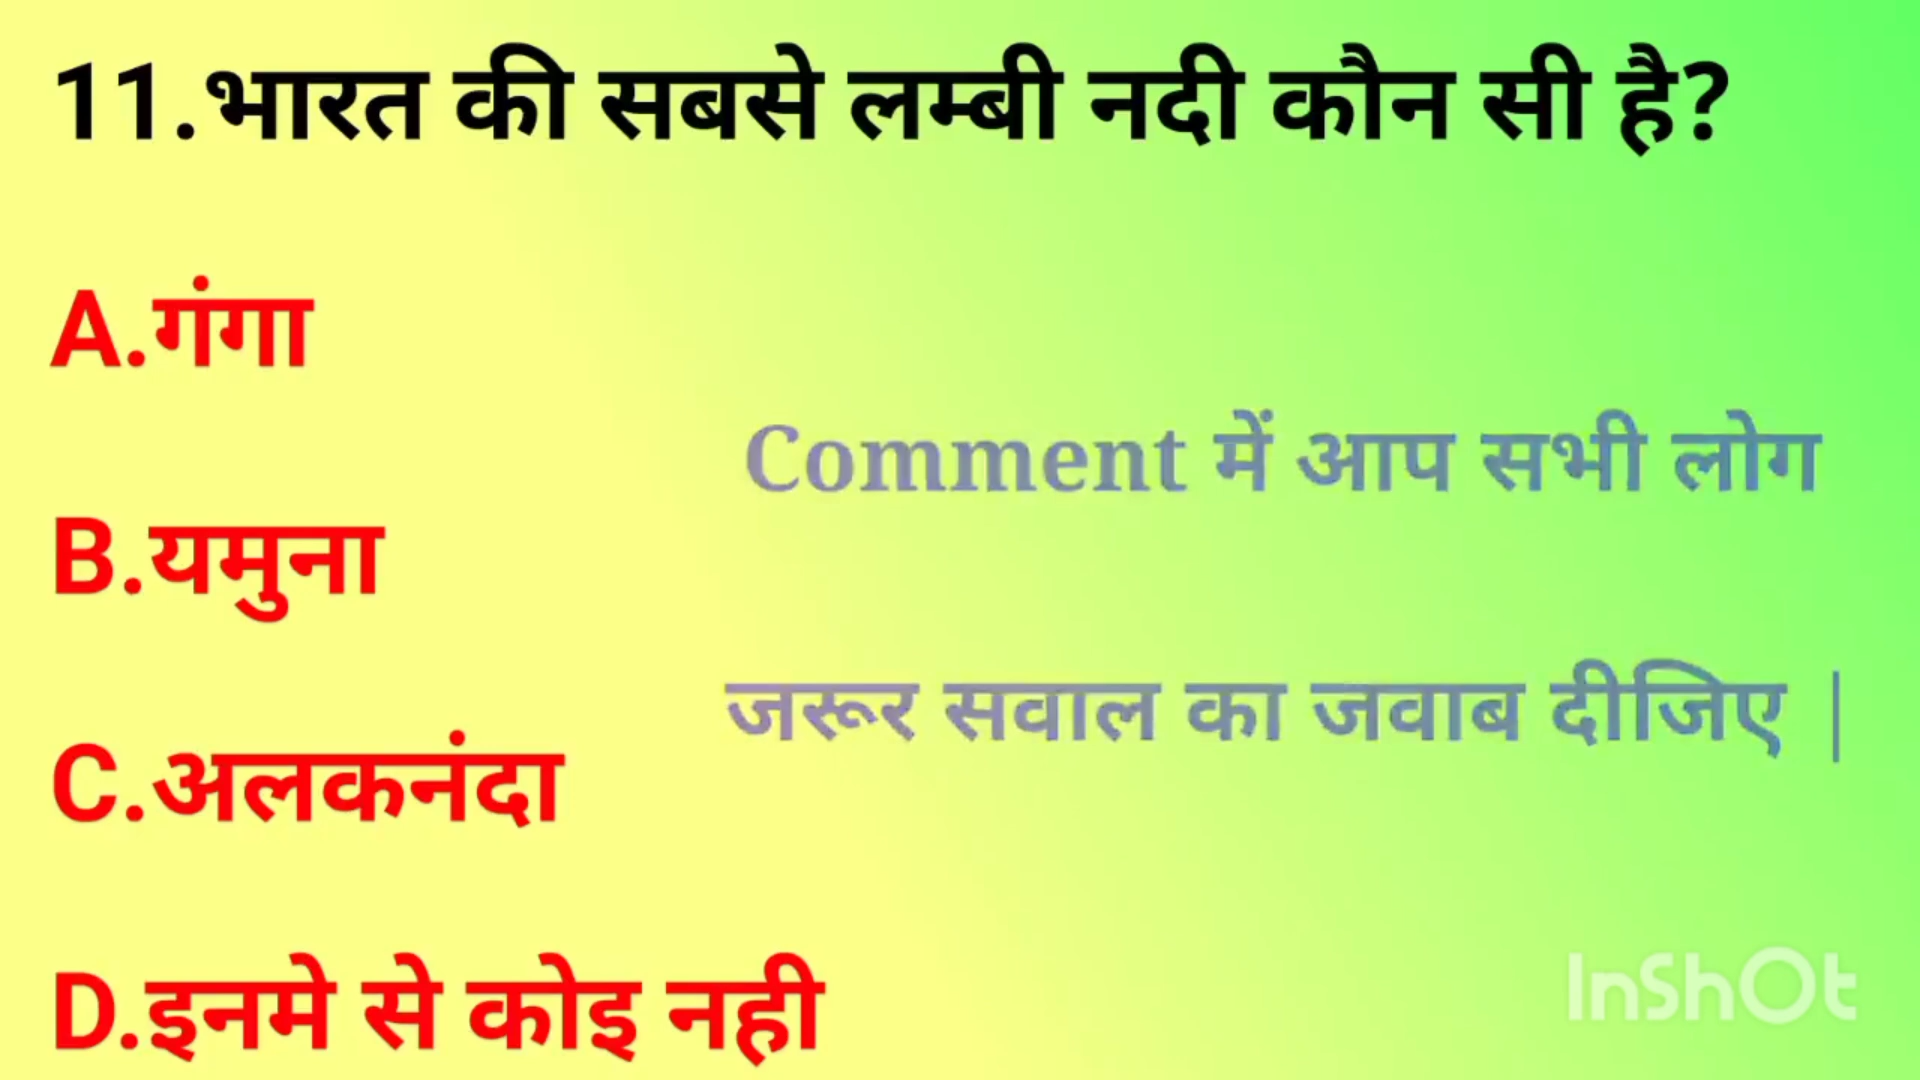 11.भारत की सबसे लम्बी नदी कौन सी है?
A.गंगा
Comment में आप सभी लोग
B.यमुना
जरूर सवाल का जवाब दीजिए |
C.अलकनंदा
D.इनमे से कोइ नही
InShOt